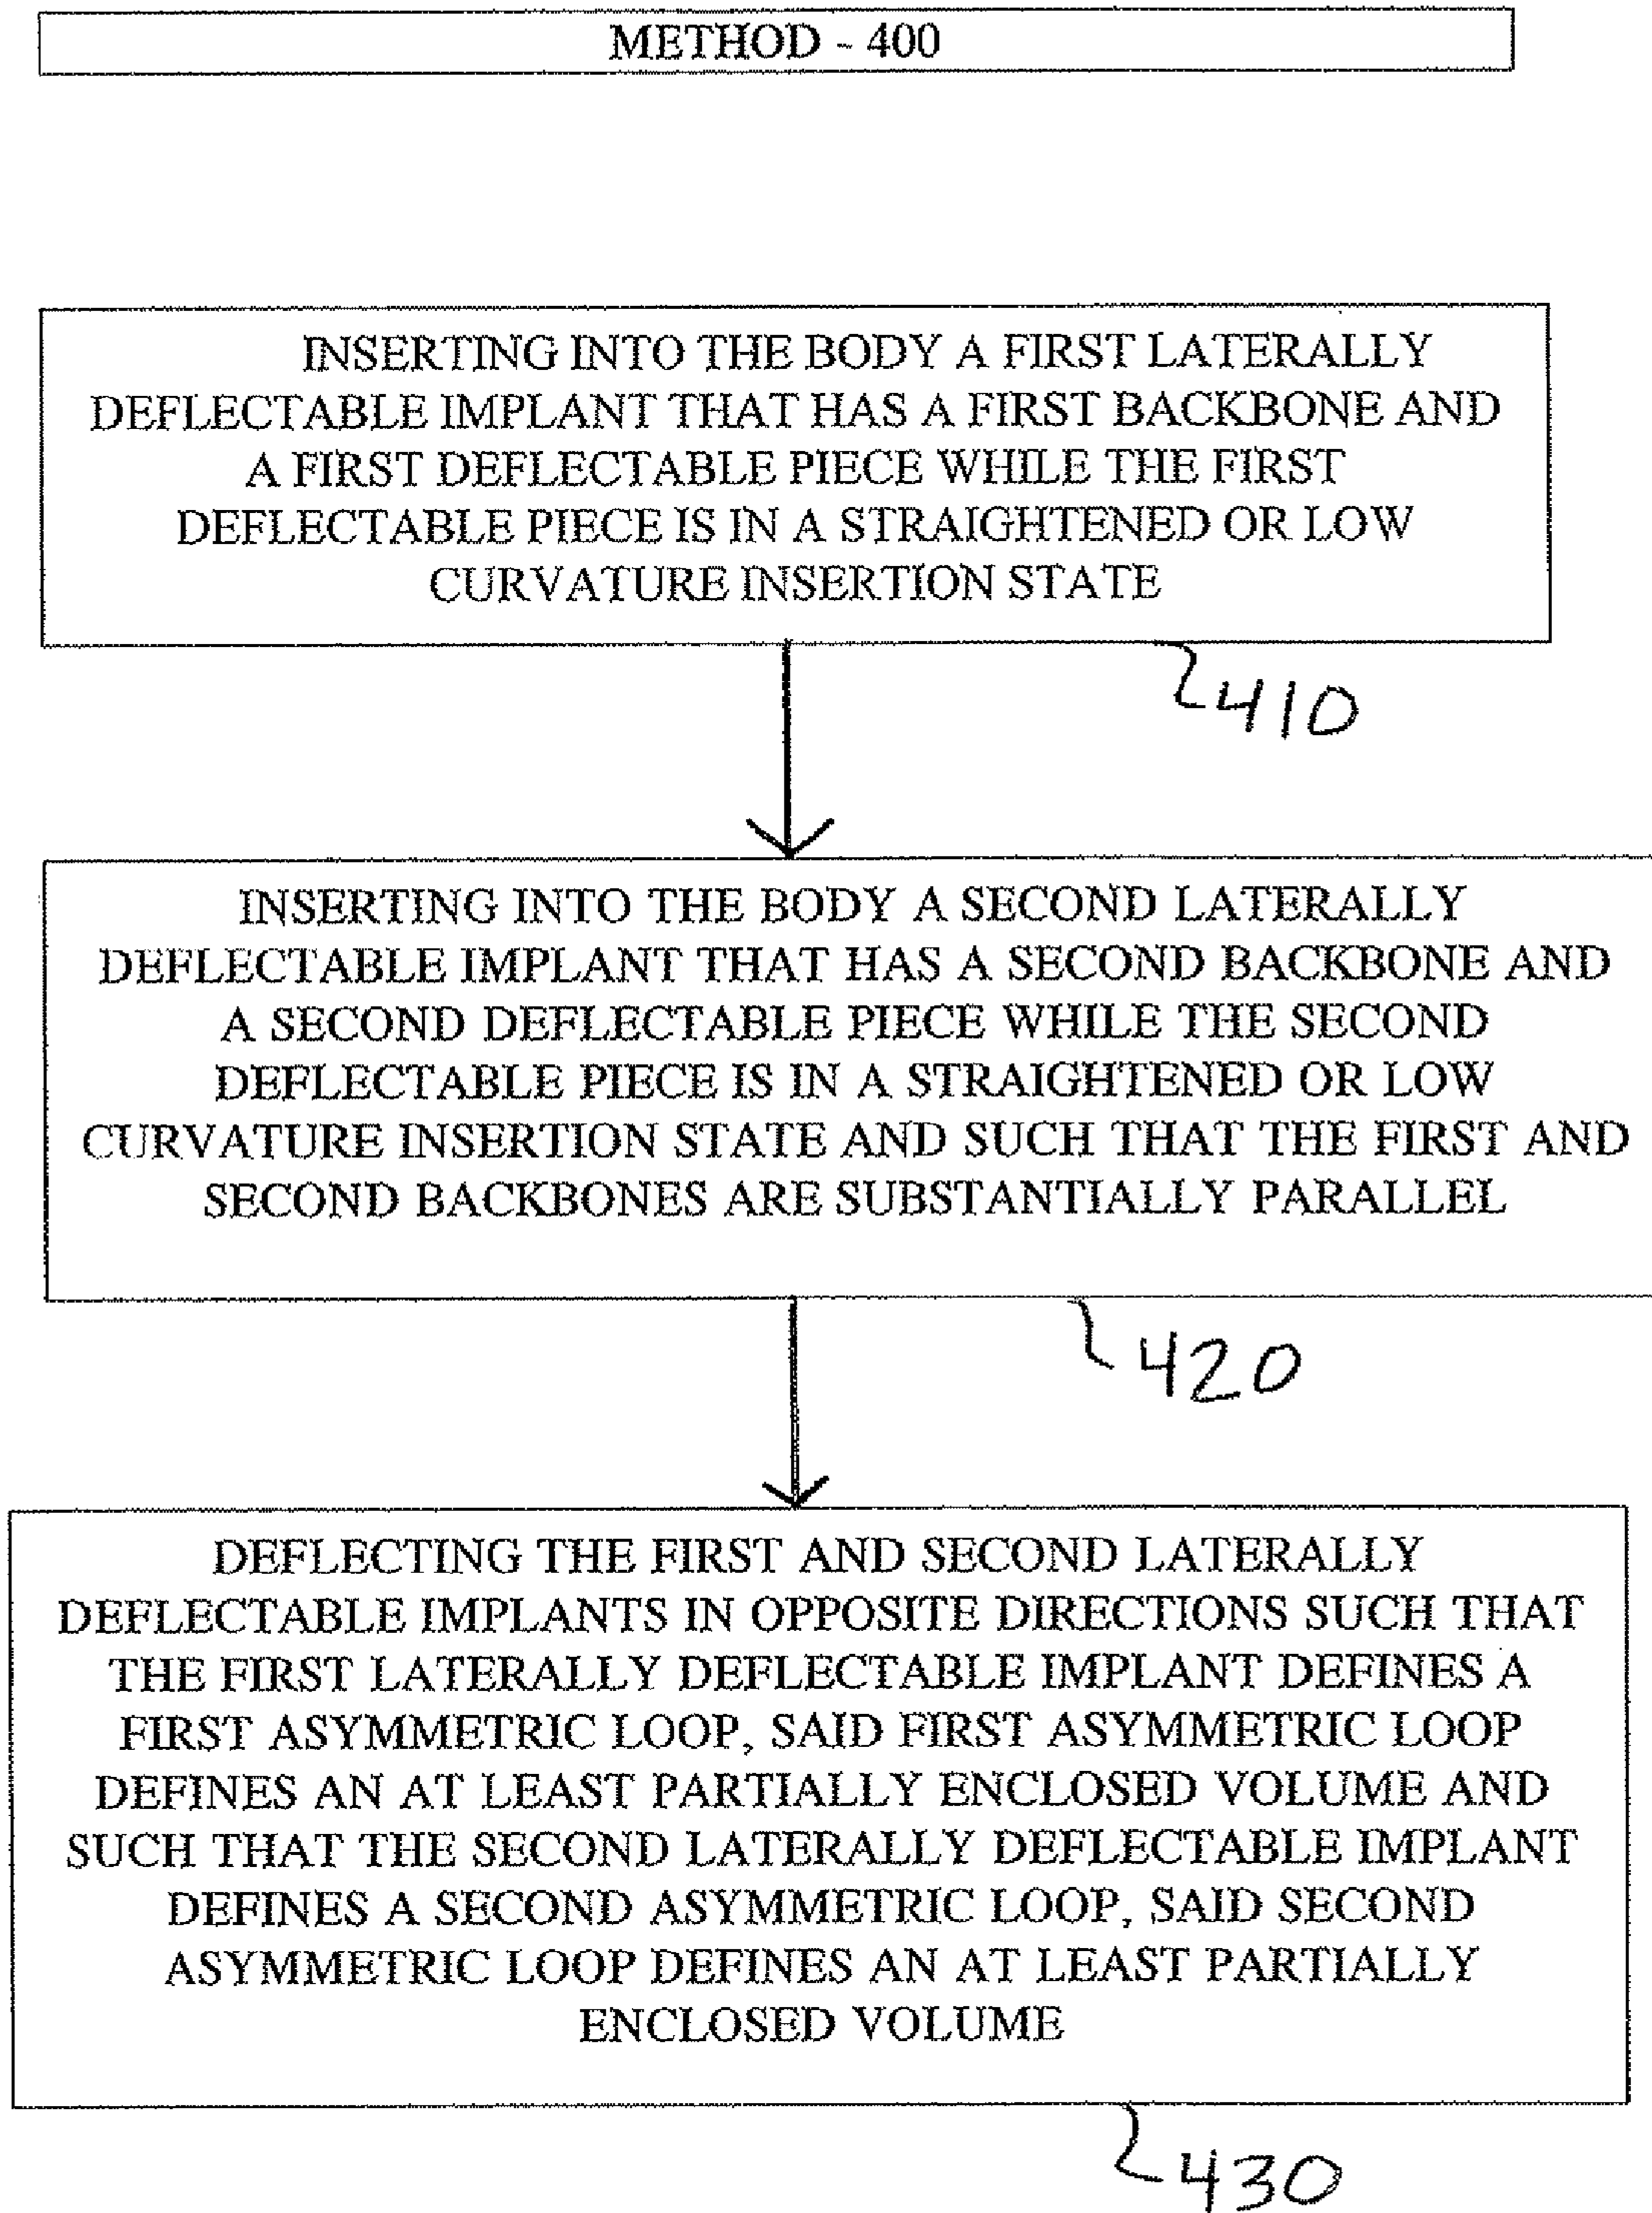 METHOD - 400
INSERTING INTO THE BODY A FIRST LATERALLY
DEFLECTABLE IMPLANT THAT HAS A FIRST BACKBONE AND
A FIRST DEFLECTABLE PIECE WHILE THE FIRST
DEFLECTABLE PIECE IS IN A STRAIGHTENED OR LOW
CURVATURE INSERTION STATE
410
INSERTING INTO THE BODY A SECOND LATERALLY
DEFLECTABLE IMPLANT THAT HAS A SECOND BACKBONE AND
A SECOND DEFLECTABLE PIECE WHILE THE SECOND
DEFLECTABLE PIECE IS IN A STRAIGHTENED OR LOW
CURVATURE INSERTION STATE AND SUCH THAT THE FIRST AND
SECOND BACKBONES ARE SUBSTANTIALLY PARALLEL
420
DEFLECTING THE FIRST AND SECOND LATERALLY
DEFLECTABLE IMPLANTS IN OPPOSITE DIRECTIONS SUCH THAT
THE FIRST LATERALLY DEFLECTABLE IMPLANT DEFINES A
FIRST ASYMMETRIC LOOP, SAID FIRST ASYMMETRIC LOOP
DEFINES AN AT LEAST PARTIALLY ENCLOSED VOLUME AND
SUCH THAT THE SECOND LATERALLY DEFLECTABLE IMPLANT
DEFINES A SECOND ASYMMETRIC LOOP, SAID SECOND
ASYMMETRIC LOOP DEFINES AN AT LEAST PARTIALLY
ENCLOSED VOLUME
430